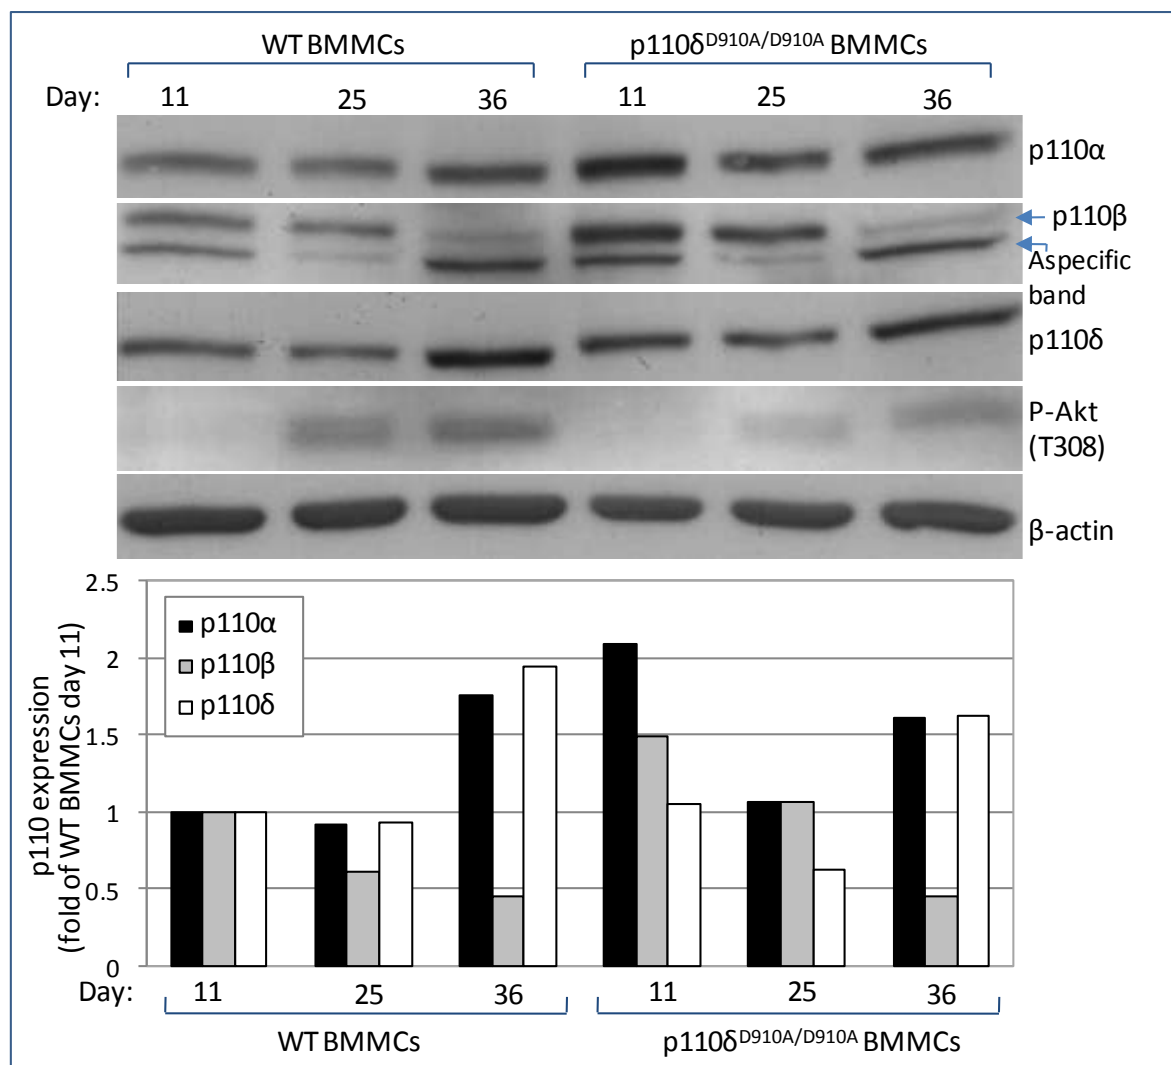 WT BMMCs p110δD910A/D910A BMMCs
Day: 11 25 36 11 25 36
p110α
p110β
Aspecific
band
p110δ
P-Akt
(T308)
β-actin
p110 expression
(fold of WT BMMCs day 11)
2.5
2
1.5
1
0.5
0
p110α
p110β
p110δ
Day: 11 25 36 11 25 36
WT BMMCs p110δD910A/D910A BMMCs